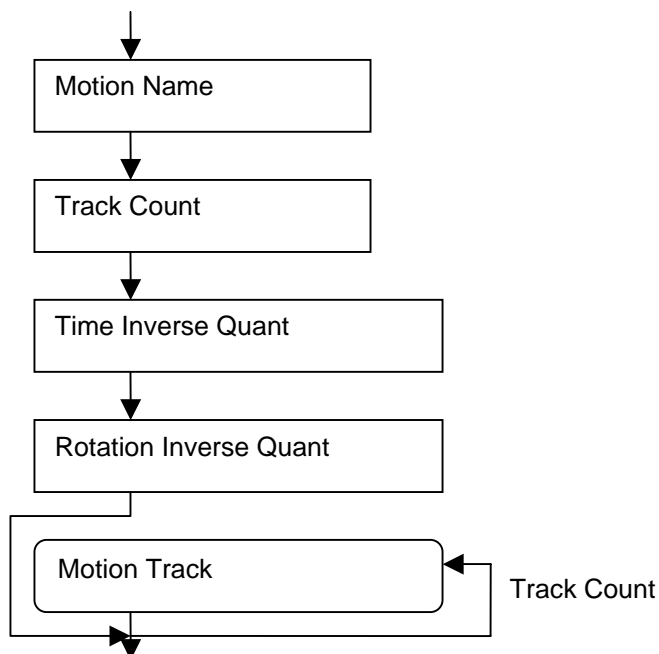 Motion Name
Track Count
Time Inverse Quant
Rotation Inverse Quant
Motion Track
Track Count